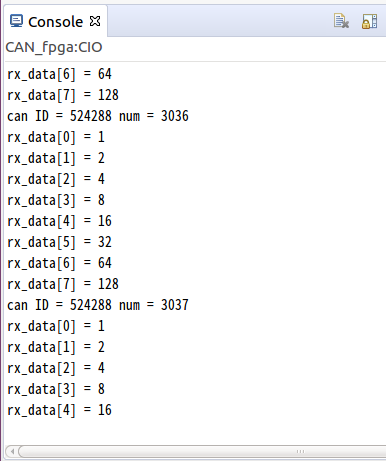 Console
CAN_fpga:CIO
rx_data[6] = 64
rx_data[7] = 128
can ID = 524288 num = 3036
rx_data[0] = 1
rx_data[1] = 2
rx_data[2] = 4
rx_data[3] = 8
rx_data[4] = 16
rx_data[5] = 32
rx_data[6] = 64
rx_data[7] = 128
can ID = 524288 num = 3037
rx_data[0] = 1
rx_data[1] = 2
rx_data[2] = 4
rx_data[3] = 8
rx_data[4] = 16